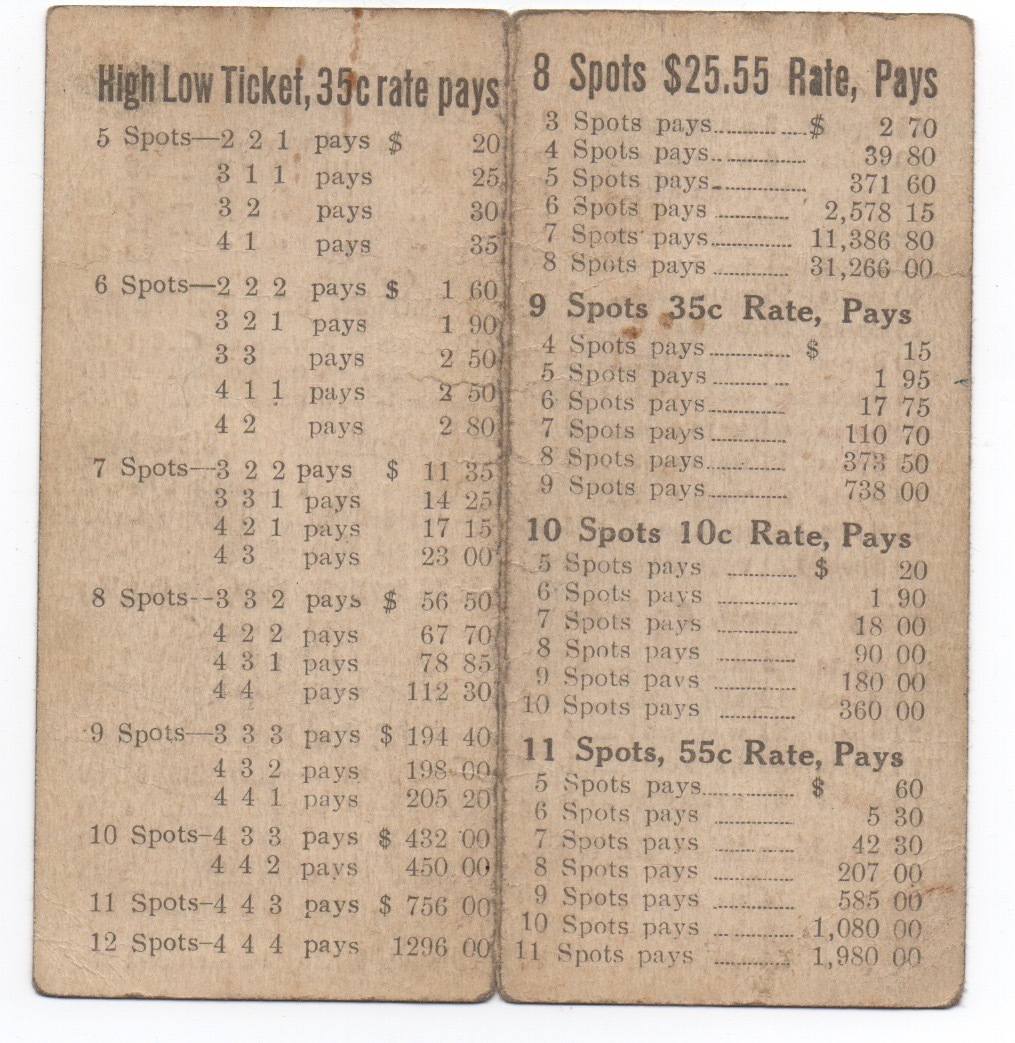 High Low Ticket, 35c rate pays
5 Spots—2 2 1 pays $ 20
3 1 1 pays 25
3 2 pays 30
4 1 pays 35
6 Spots—2 2 2 pays $ 1 60
3 2 1 pays 1 90
3 3 pays 2 50
4 1 1 pays 2 50
4 2 pays 2 80
7 Spots—3 2 2 pays $ 11 35
3 3 1 pays 14 25
4 2 1 pays 17 15
4 3 pays 23 00
8 Spots--3 3 2 pays $ 56 50
4 2 2 pays 67 70
4 3 1 pays 78 85
4 4 pays 112 30
9 Spots—3 3 3 pays $ 194 40
4 3 2 pays 198 00
4 4 1 pays 205 20
10 Spots—4 3 3 pays $ 432 00
4 4 2 pays 450 00
11 Spots—4 4 3 pays $ 756 00
12 Spots—4 4 4 pays 1296 00
8 Spots $25.55 Rate, Pays
3 Spots pays $ 2 70
4 Spots pays 39 80
5 Spots pays 371 60
6 Spots pays 2,578 15
7 Spots pays 11,386 80
8 Spots pays 31,266 00
9 Spots 35c Rate, Pays
4 Spots pays $ 15
5 Spots pays 1 95
6 Spots pays 17 75
7 Spots pays 110 70
8 Spots pays 373 50
9 Spots pays 738 00
10 Spots 10c Rate, Pays
5 Spots pays $ 20
6 Spots pays 1 90
7 Spots pays 18 00
8 Spots pays 90 00
9 Spots pays 180 00
10 Spots pays 360 00
11 Spots, 55c Rate, Pays
5 Spots pays $ 60
6 Spots pays 5 30
7 Spots pays 42 30
8 Spots pays 207 00
9 Spots pays 585 00
10 Spots pays 1,080 00
11 Spots pays 1,980 00